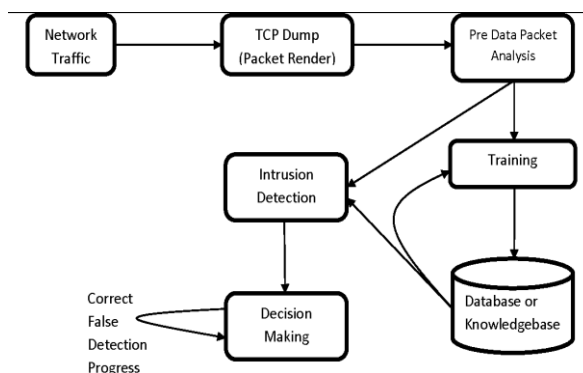 Network
Traffic
TCP Dump
(Packet Render)
Pre Data Packet
Analysis
Intrusion
Detection
Training
Database or
Knowledgebase
Decision
Making
Correct
False
Detection
Progress